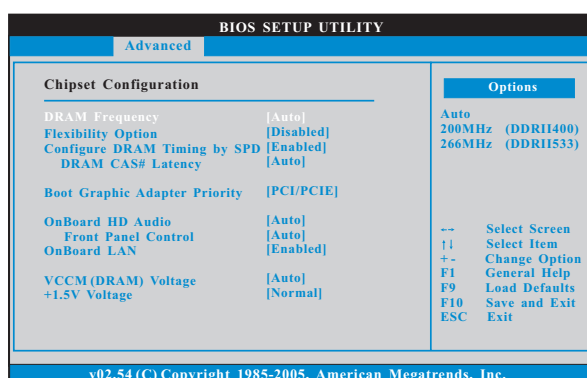 BIOS SETUP UTILITY
Advanced
Chipset Configuration
DRAM Frequency [Auto]
Flexibility Option [Disabled]
Configure DRAM Timing by SPD [Enabled]
DRAM CAS# Latency [Auto]
Boot Graphic Adapter Priority [PCI/PCIE]
OnBoard HD Audio [Auto]
Front Panel Control [Auto]
OnBoard LAN [Enabled]
VCCM (DRAM) Voltage [Auto]
+1.5V Voltage [Normal]
Options
Auto
200MHz (DDRII400)
266MHz (DDRII533)
←→ Select Screen
↑↓ Select Item
+ - Change Option
F1 General Help
F9 Load Defaults
F10 Save and Exit
ESC Exit
v02.54 (C) Copyright 1985-2005, American Megatrends, Inc.